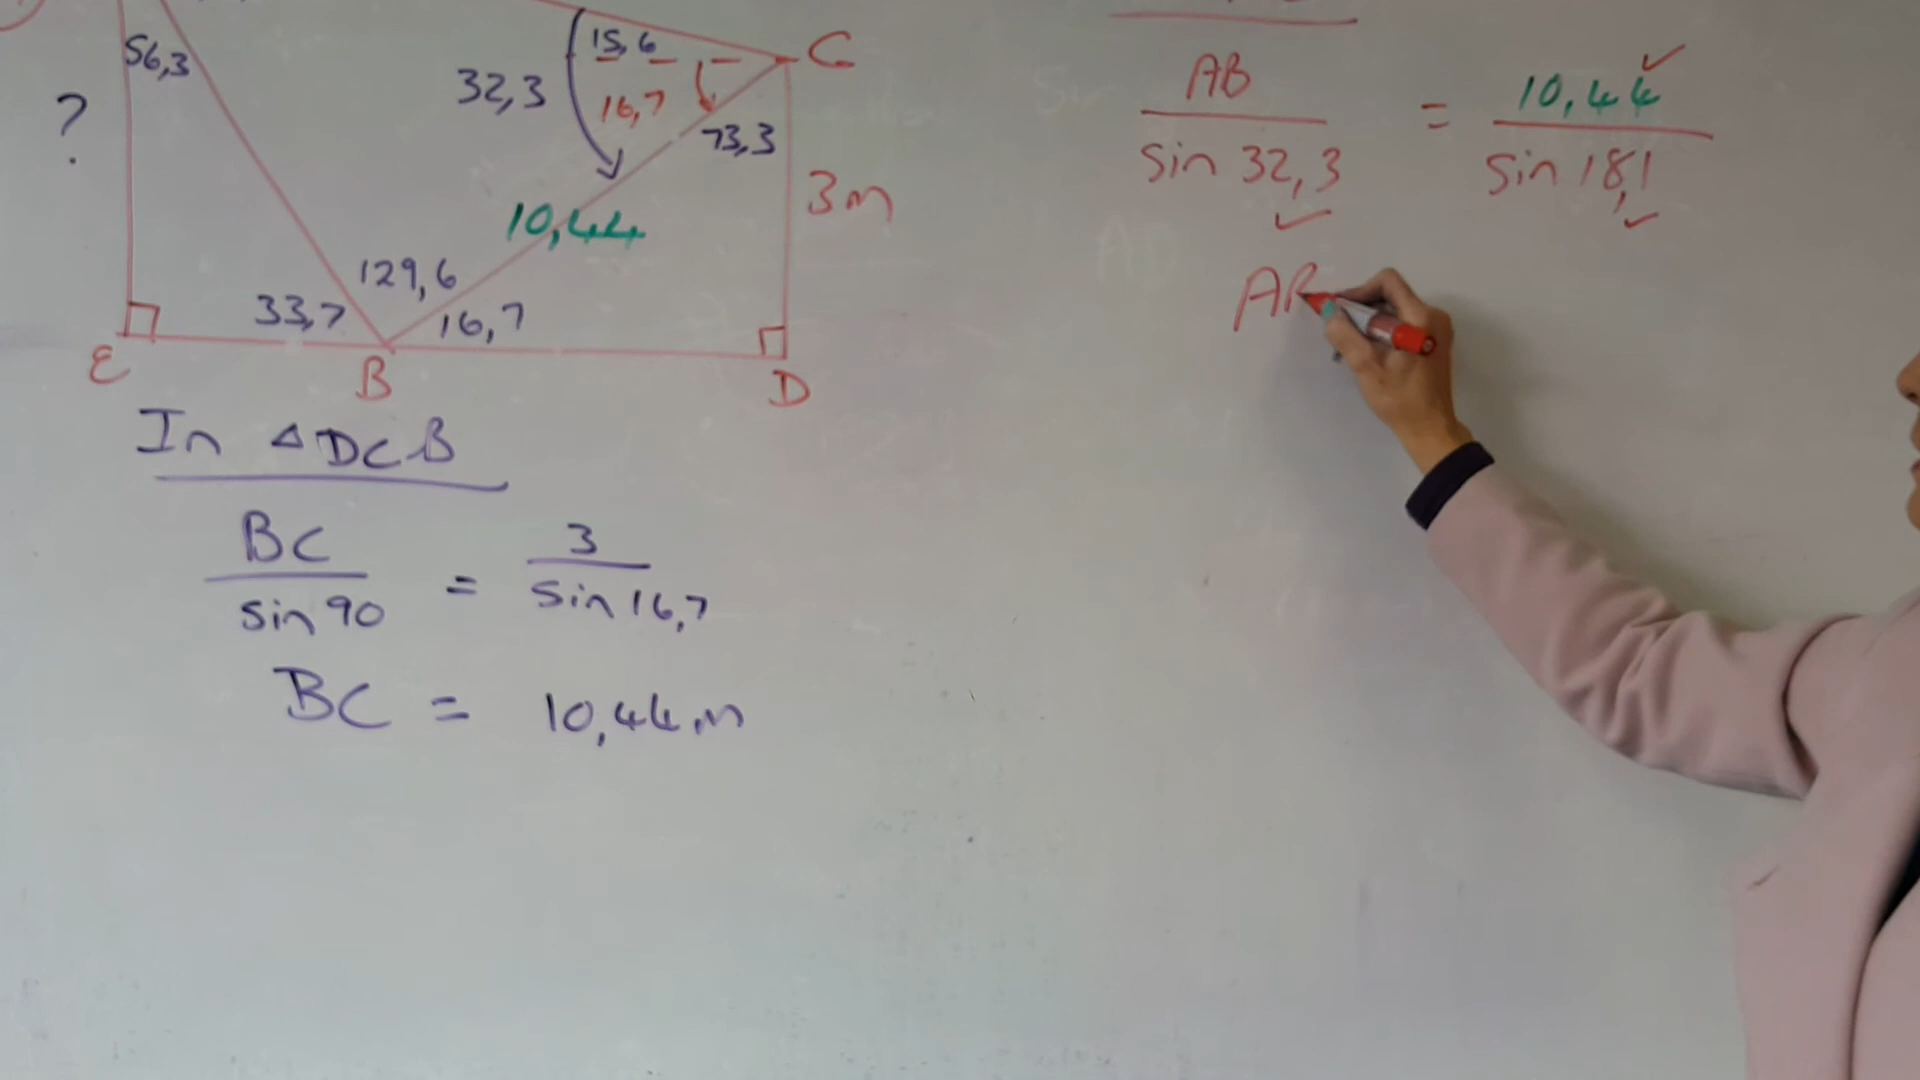 56,3
?
15,6
C
32,3
16,7
73,3
3m
10,44
129,6
33,7
16,7
E
B
D
In △DCB
BC = 3
sin 90 sin 16,7
BC = 10,44m
AB = 10,44
sin 32,3 sin 18,1
AB